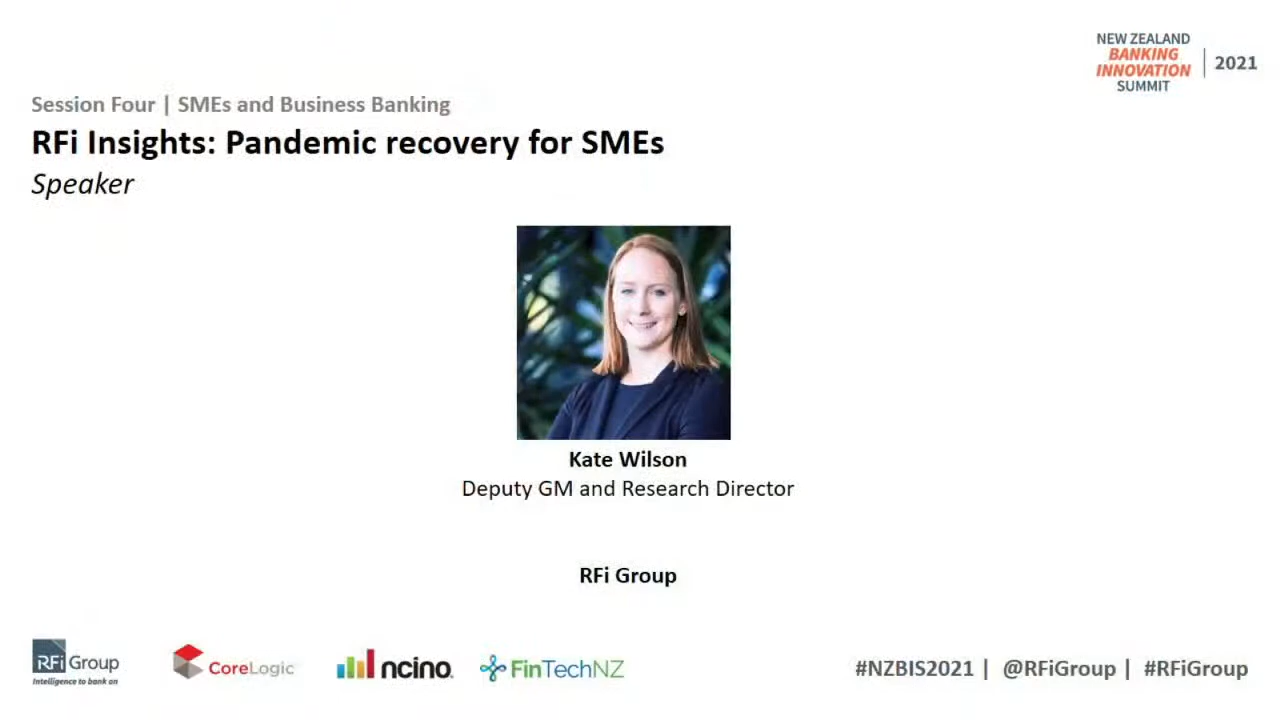 NEW ZEALAND
BANKING
INNOVATION
SUMMIT
2021
Session Four | SMEs and Business Banking
RFi Insights: Pandemic recovery for SMEs
Speaker
Kate Wilson
Deputy GM and Research Director
RFi Group
RFi Group
Intelligence to bank on
CoreLogic
ncino.
FinTechNZ
#NZBIS2021 | @RFiGroup | #RFiGroup